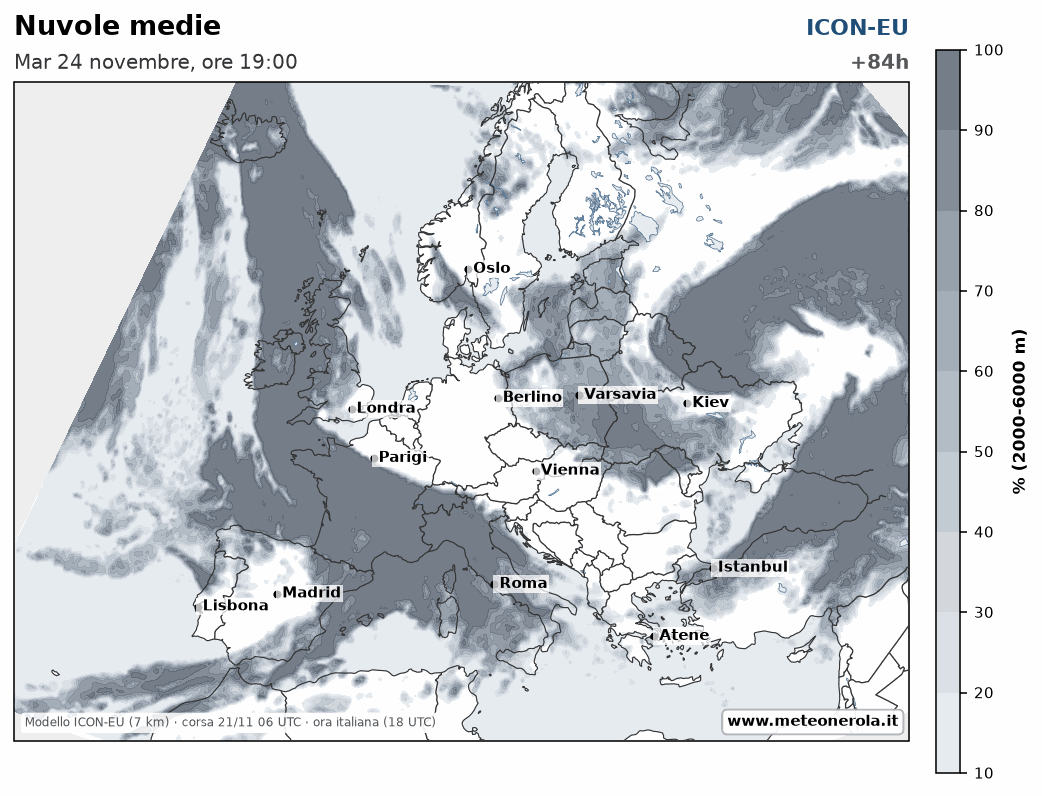 Nuvole medie
ICON-EU
Mar 24 novembre, ore 19:00
+84h
100
90
80
70
60
50
40
30
20
10
% (2000-6000 m)
Oslo
Londra
Berlino
Varsavia
Kiev
Parigi
Vienna
Istanbul
Roma
Madrid
Lisbona
Atene
Modello ICON-EU (7 km) · corsa 21/11 06 UTC · ora italiana (18 UTC)
www.meteonerola.it